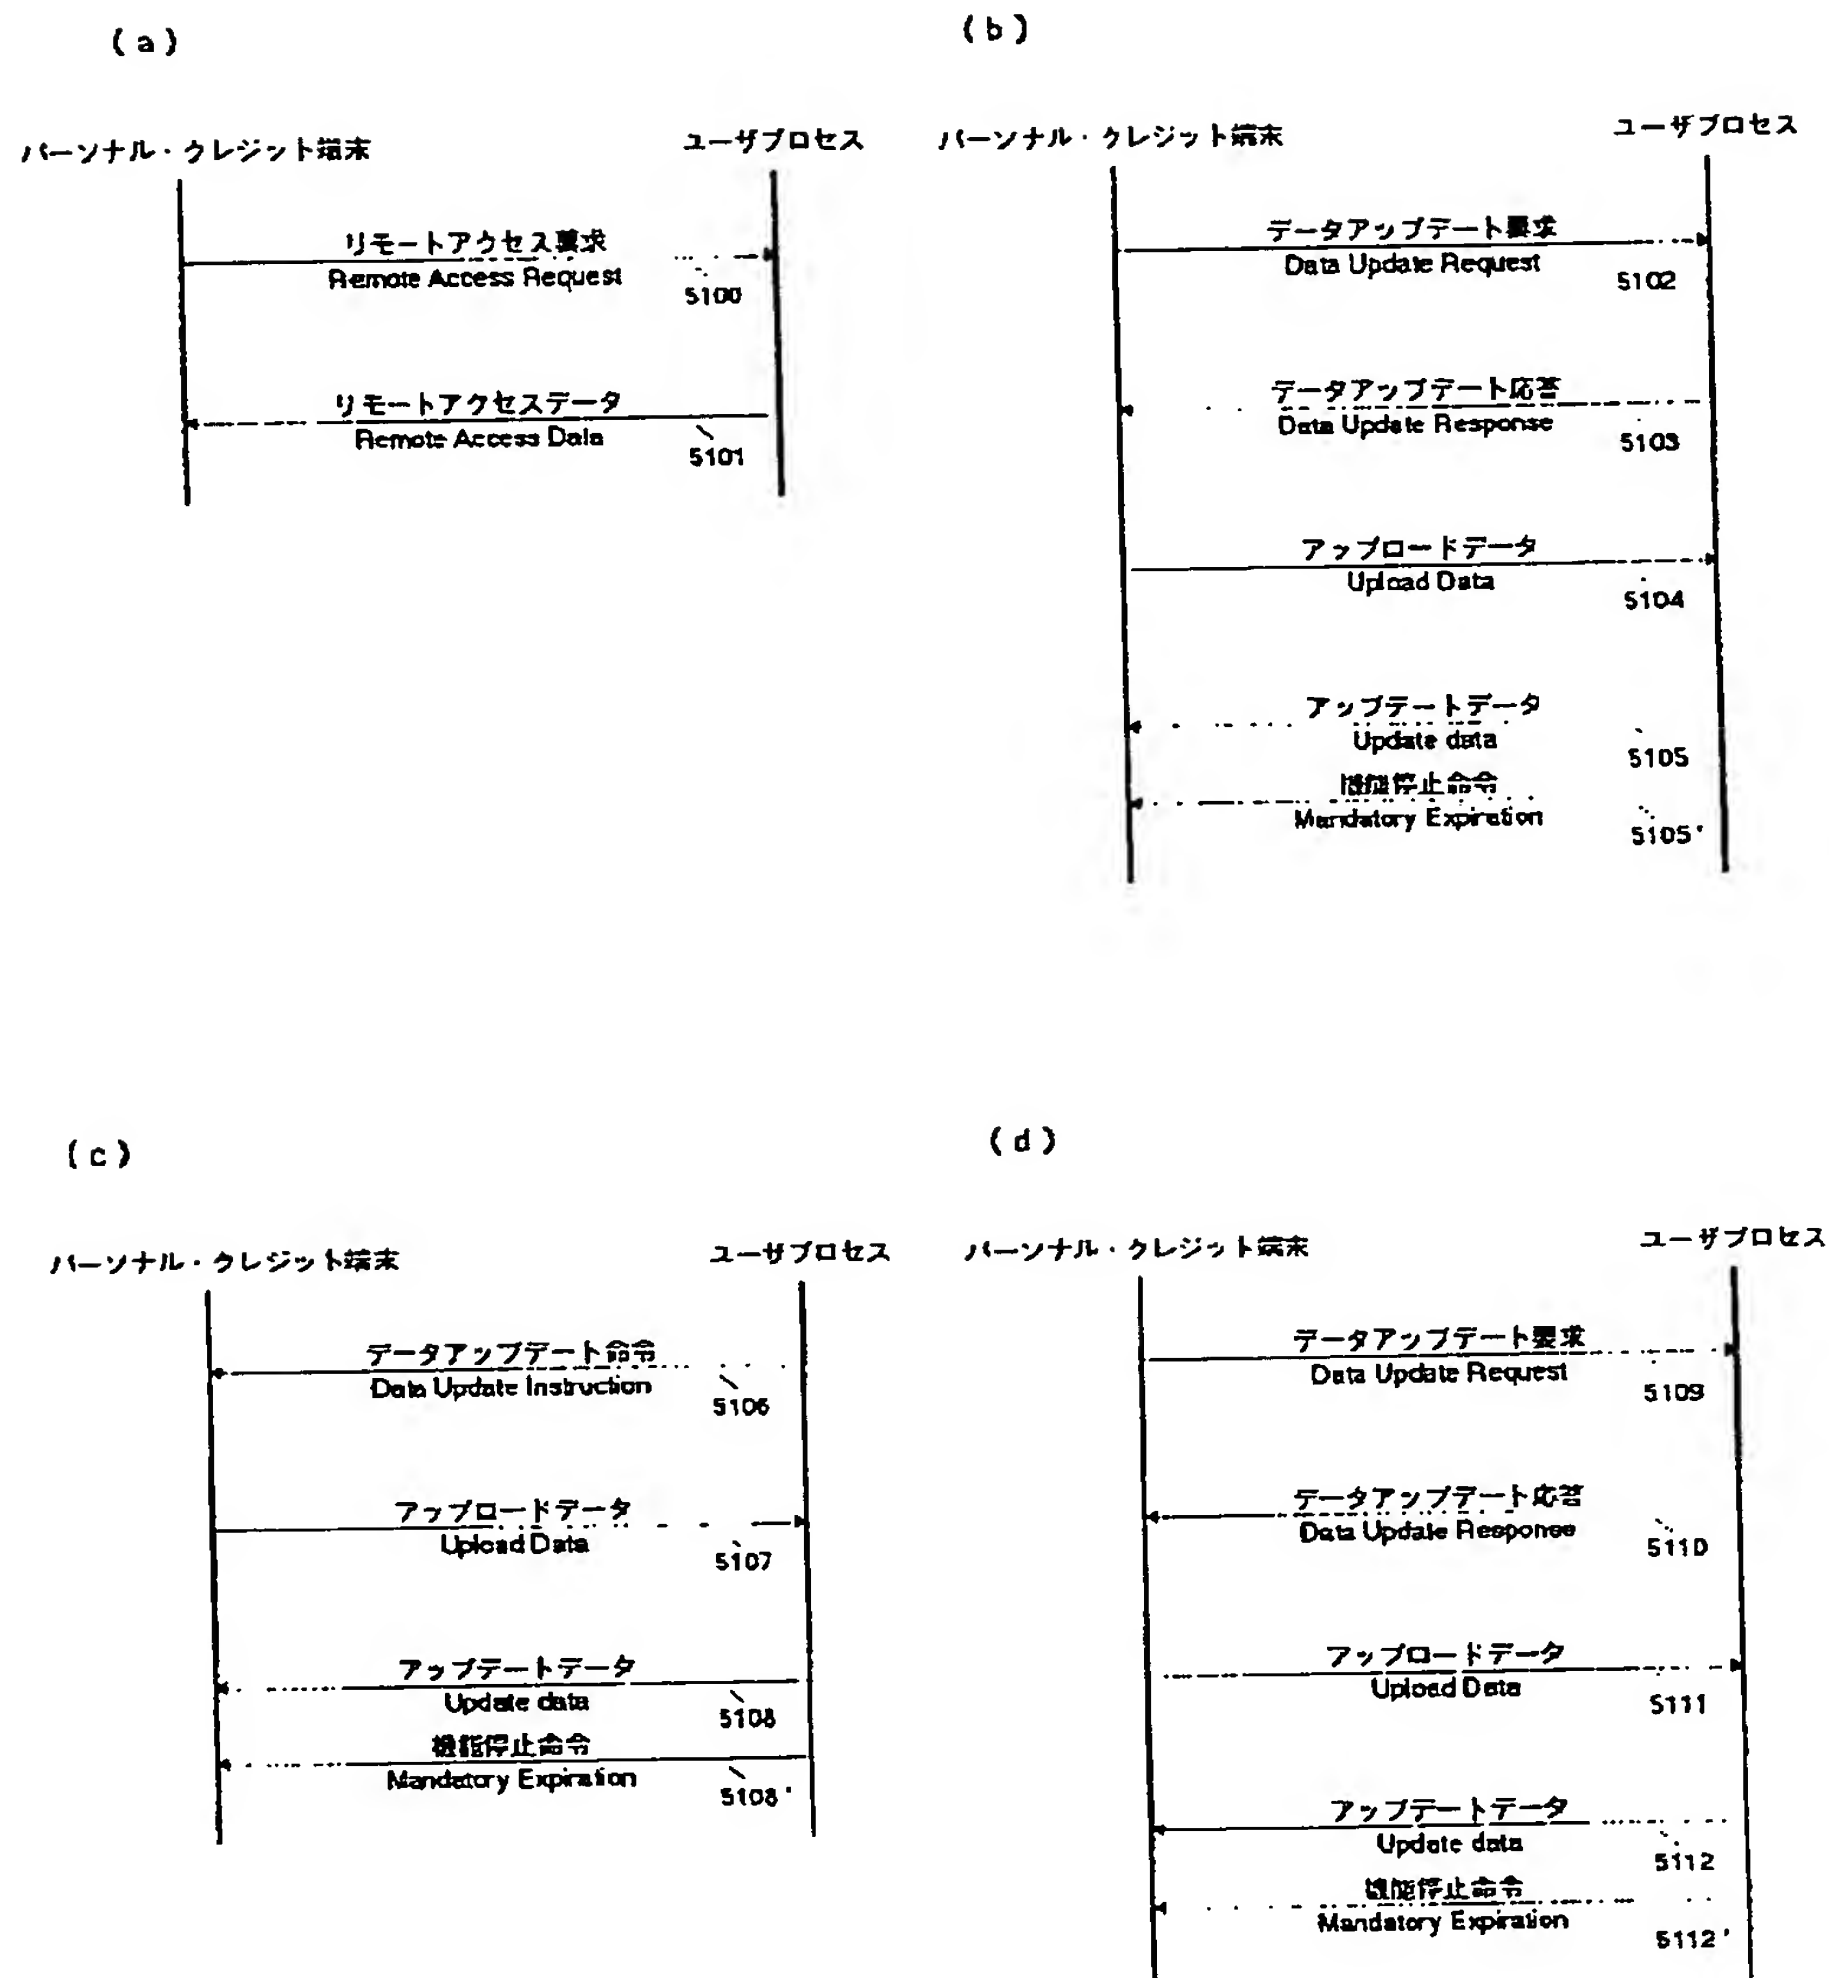 (a)
パーソナル・クレジット端末
ユーザプロセス
リモートアクセス要求
Remote Access Request
5100
リモートアクセスデータ
Remote Access Data
5101
(b)
パーソナル・クレジット端末
ユーザプロセス
データアップデート要求
Data Update Request
5102
データアップデート応答
Data Update Response
5103
アップロードデータ
Upload Data
5104
アップデートデータ
Update data
5105
機能停止命令
Mandatory Expiration
5105'
(c)
パーソナル・クレジット端末
ユーザプロセス
データアップデート命令
Data Update Instruction
5106
アップロードデータ
Upload Data
5107
アップデートデータ
Update data
5108
機能停止命令
Mandatory Expiration
5108'
(d)
パーソナル・クレジット端末
ユーザプロセス
データアップデート要求
Data Update Request
5109
データアップデート応答
Data Update Response
5110
アップロードデータ
Upload Data
5111
アップデートデータ
Update data
5112
機能停止命令
Mandatory Expiration
5112'